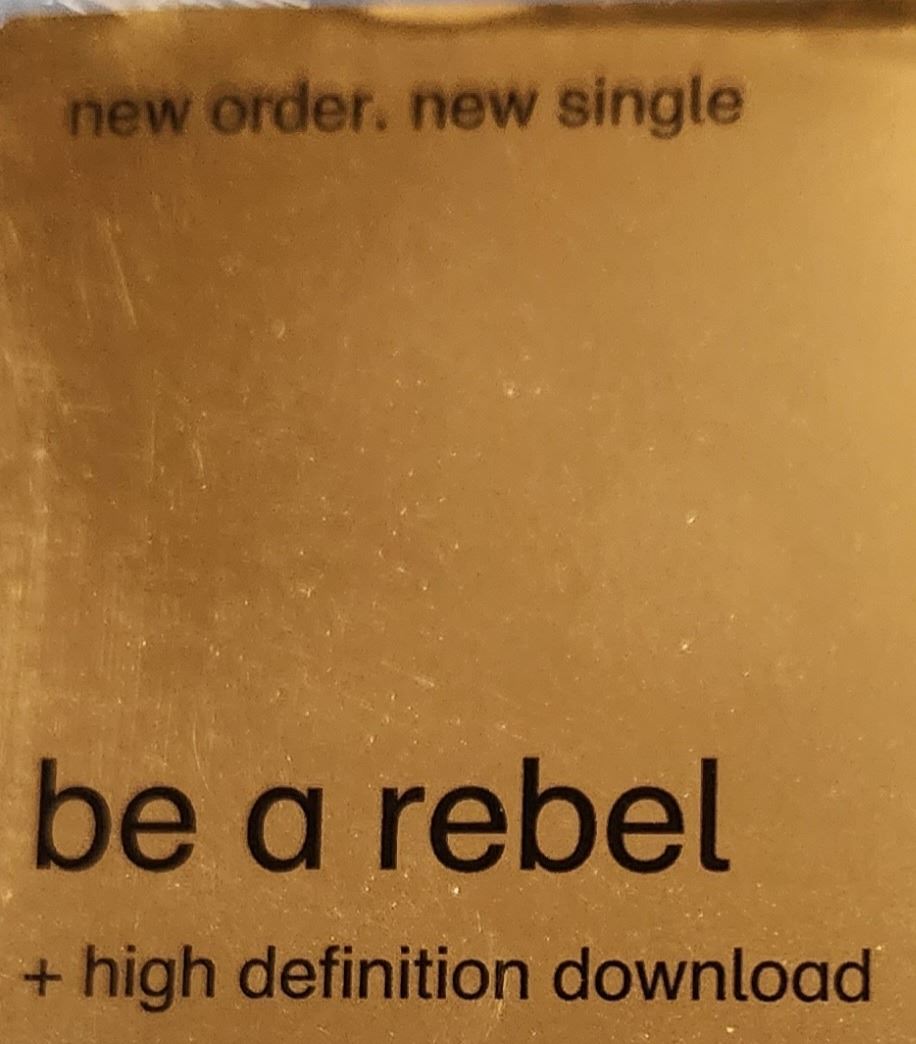 new order. new single
be a rebel
+ high definition download